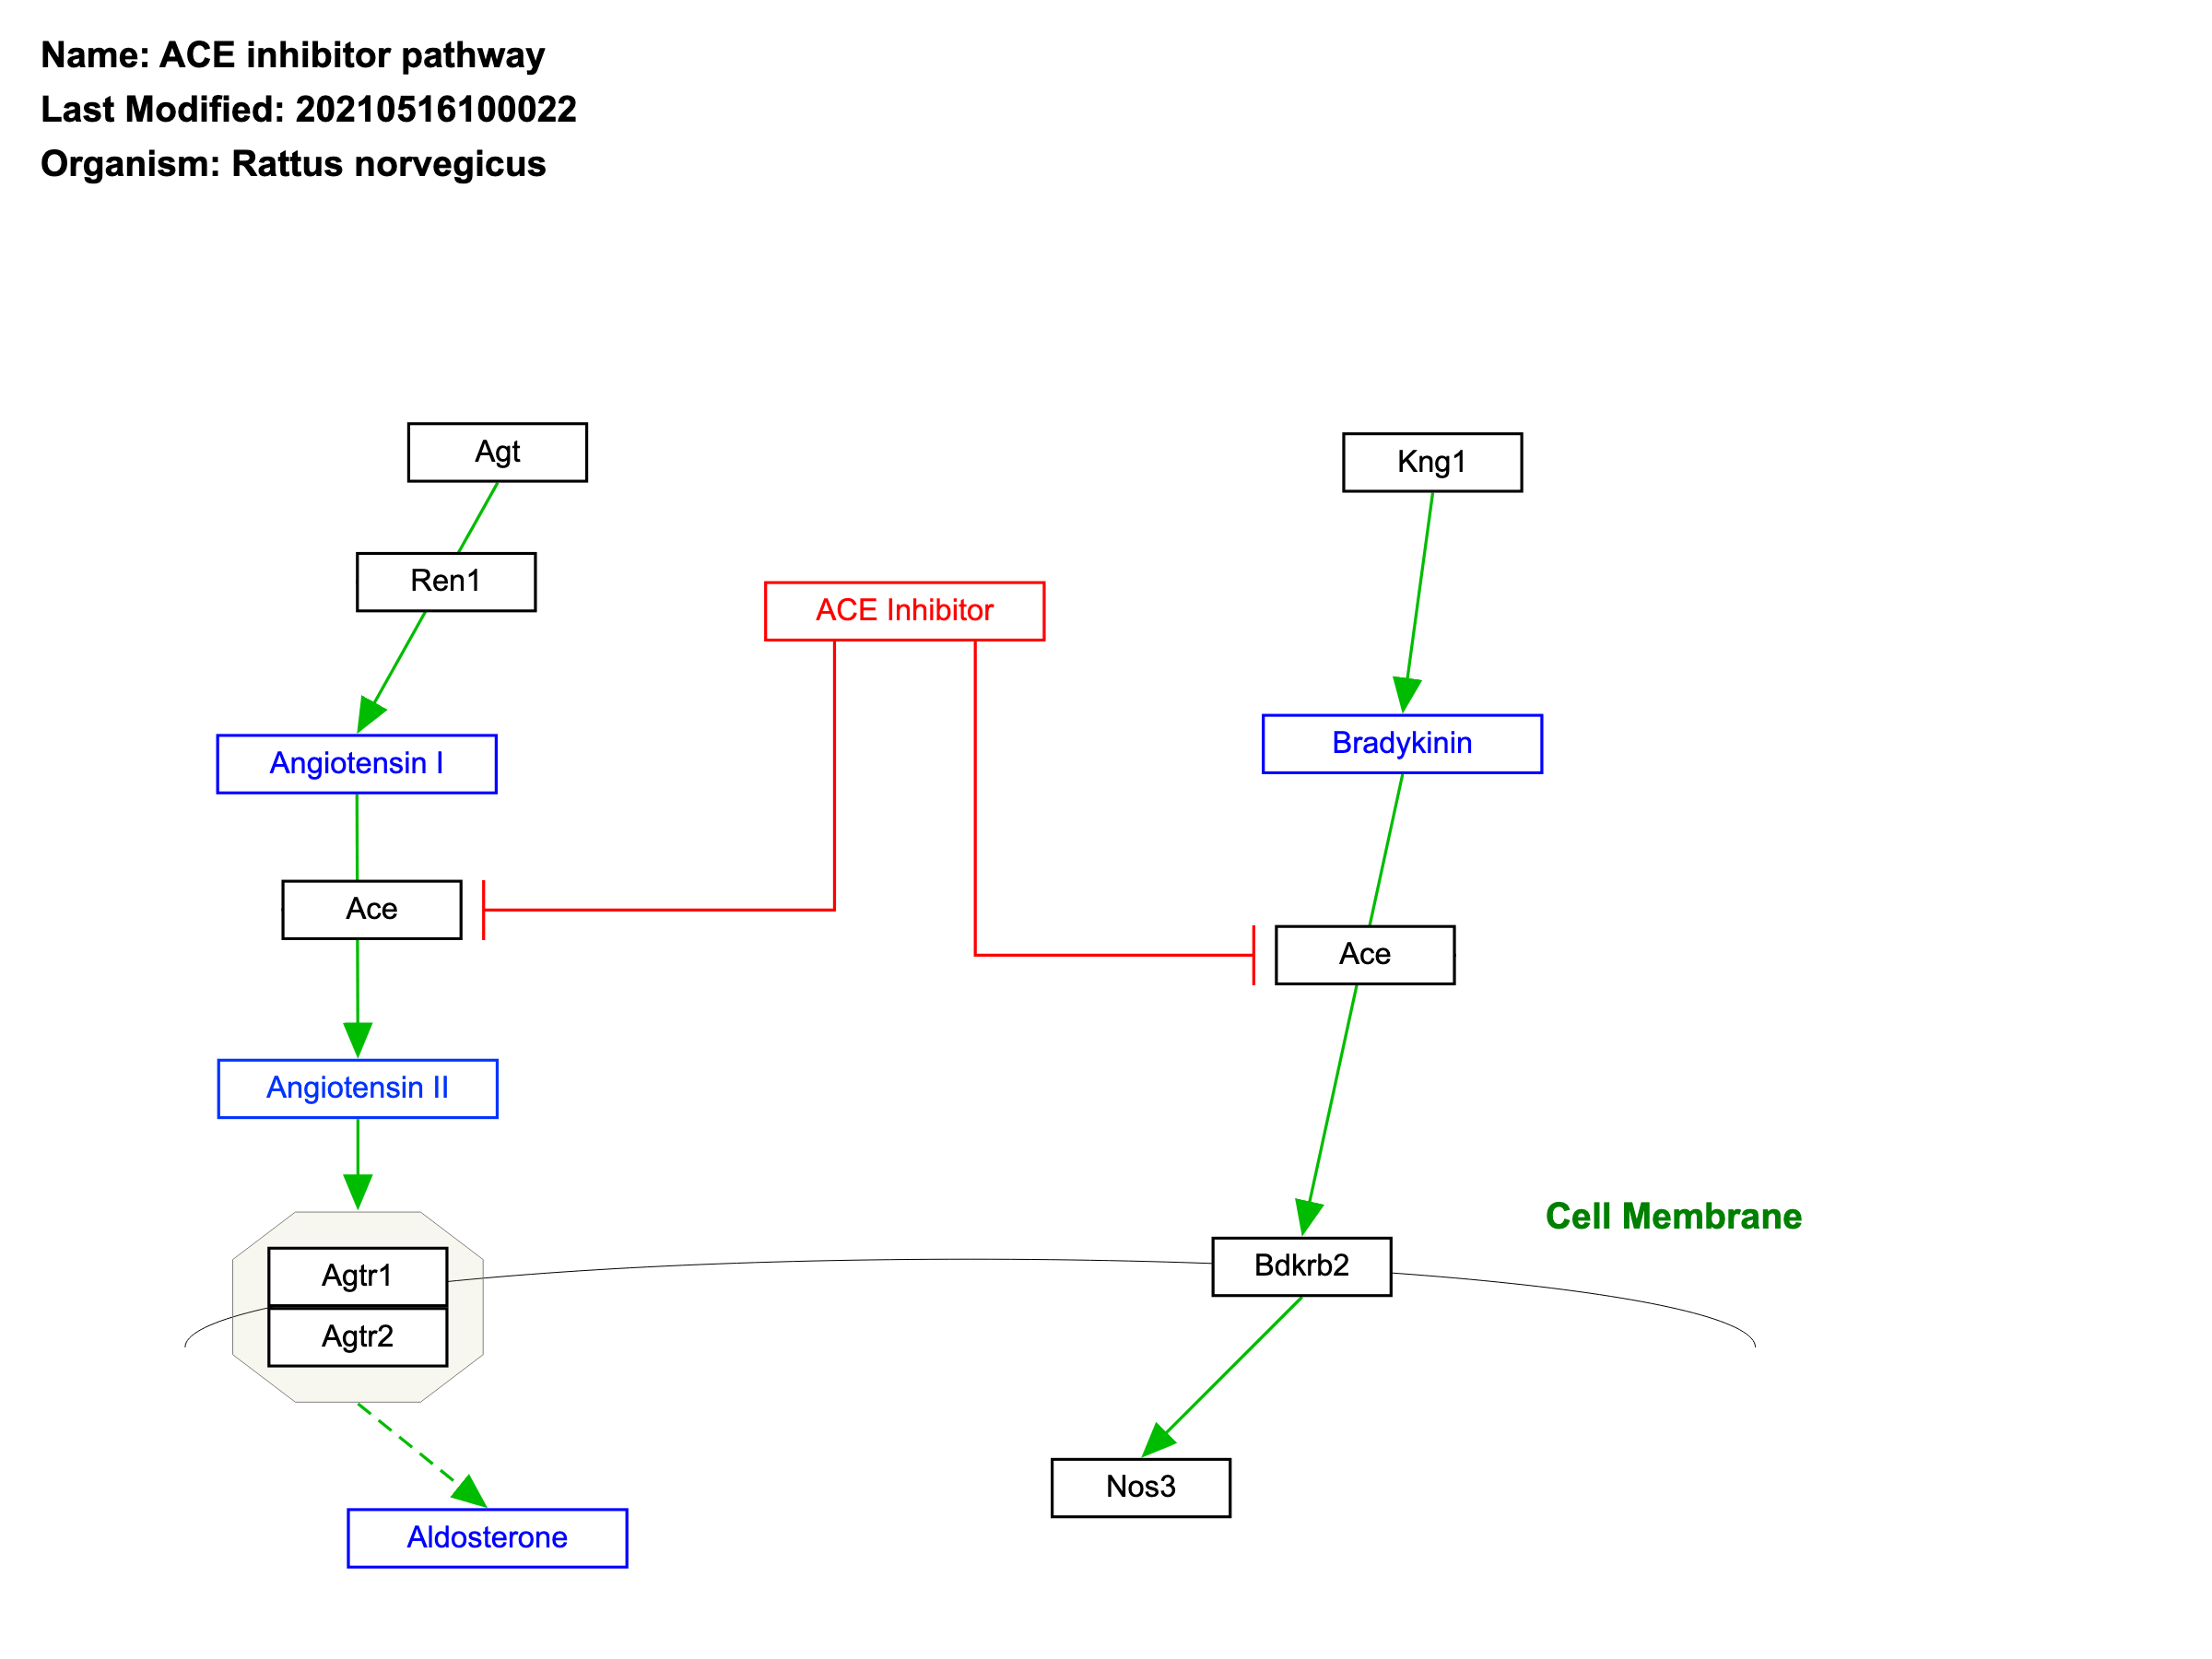 Name: ACE inhibitor pathway
Last Modified: 20210516100022
Organism: Rattus norvegicus
Agt
Kng1
Ren1
ACE Inhibitor
Bradykinin
Angiotensin I
Ace
Ace
Angiotensin II
Cell Membrane
Bdkrb2
Agtr1
Agtr2
Nos3
Aldosterone